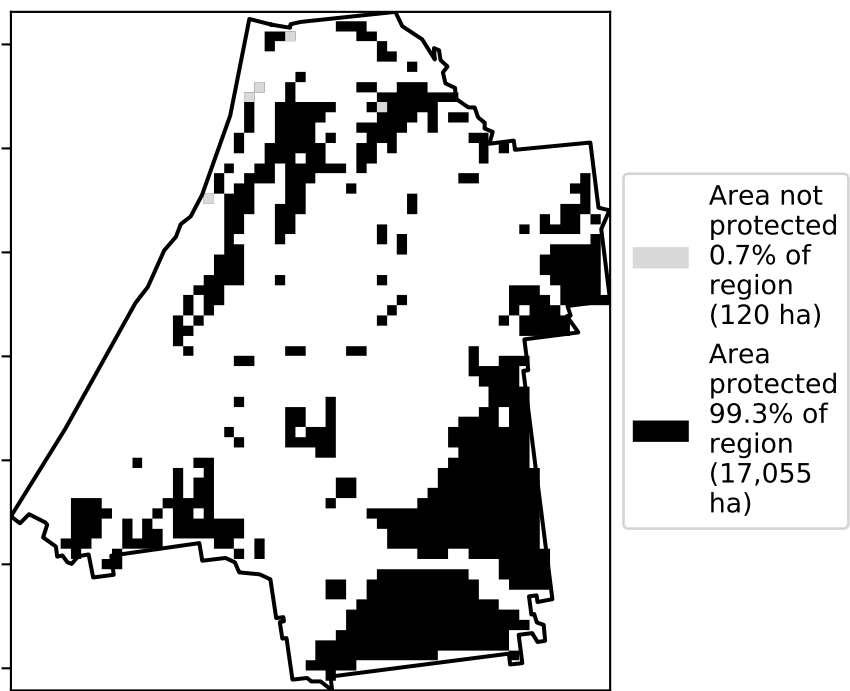 Area not
protected
0.7% of
region
(120 ha)
Area
protected
99.3% of
region
(17,055
ha)